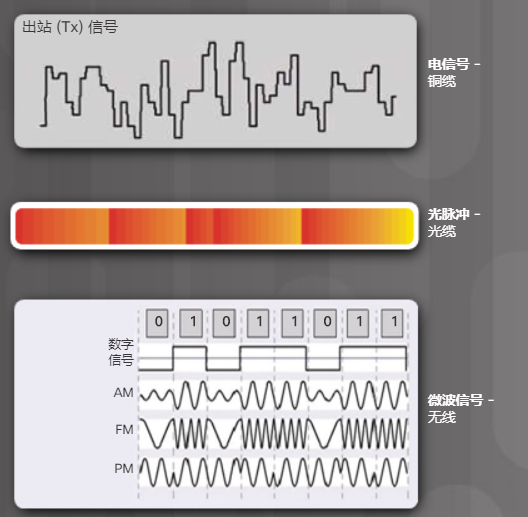 出站 (Tx) 信号
电信号 –
铜缆
光脉冲 –
光缆
0 1 0 1 1 0 1 1
数字
信号
AM
FM
PM
微波信号 –
无线